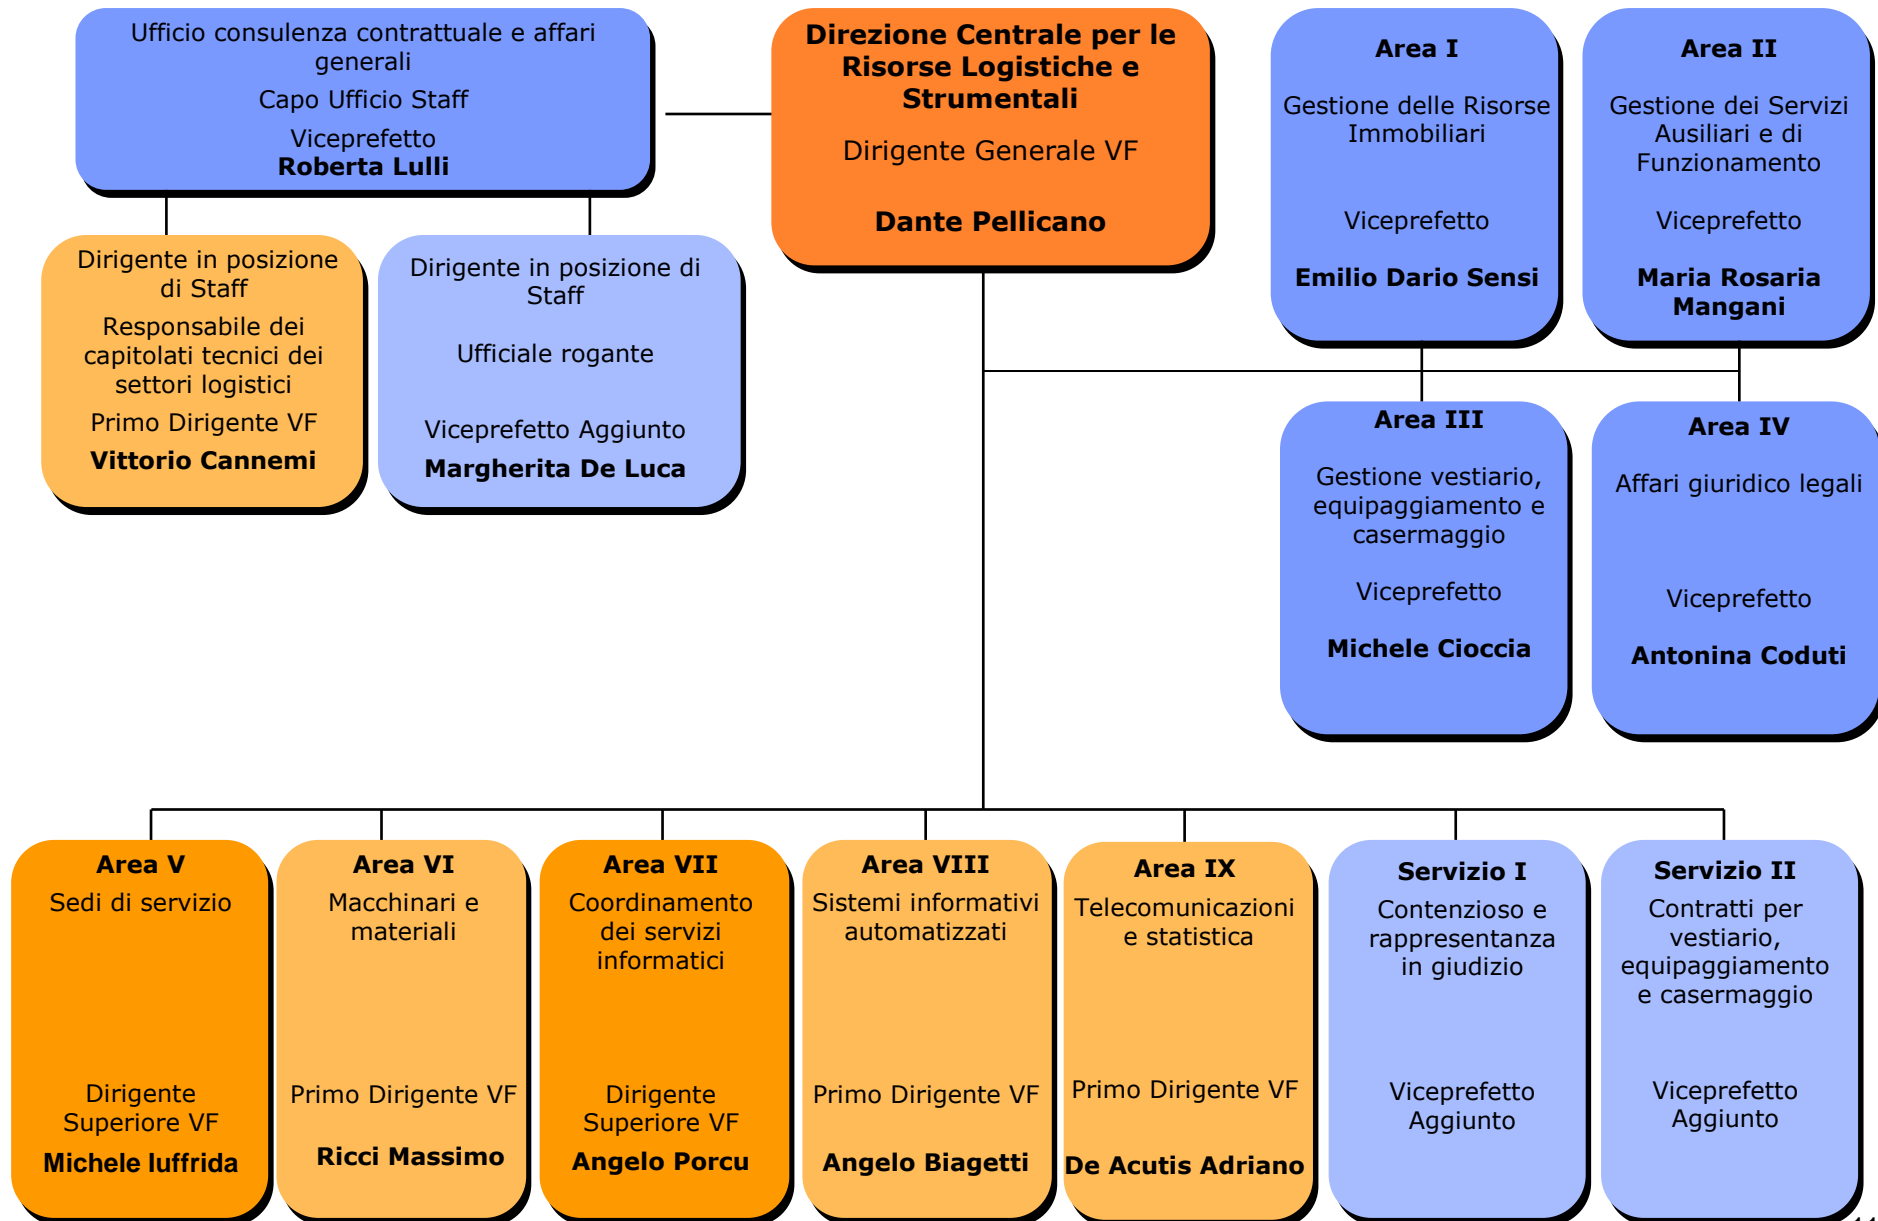 Ufficio consulenza contrattuale e affari
generali
Capo Ufficio Staff
Viceprefetto
Roberta Lulli
Direzione Centrale per le
Risorse Logistiche e
Strumentali
Dirigente Generale VF
Dante Pellicano
Area I
Gestione delle Risorse
Immobiliari
Viceprefetto
Emilio Dario Sensi
Area II
Gestione dei Servizi
Ausiliari e di
Funzionamento
Viceprefetto
Maria Rosaria
Mangani
Dirigente in posizione
di Staff
Responsabile dei
capitolati tecnici dei
settori logistici
Primo Dirigente VF
Vittorio Cannemi
Dirigente in posizione di
Staff
Ufficiale rogante
Viceprefetto Aggiunto
Margherita De Luca
Area III
Gestione vestiario,
equipaggiamento e
casermaggio
Viceprefetto
Michele Cioccia
Area IV
Affari giuridico legali
Viceprefetto
Antonina Coduti
Area V
Sedi di servizio
Dirigente
Superiore VF
Michele Iuffrida
Area VI
Macchinari e
materiali
Primo Dirigente VF
Ricci Massimo
Area VII
Coordinamento
dei servizi
informatici
Dirigente
Superiore VF
Angelo Porcu
Area VIII
Sistemi informativi
automatizzati
Primo Dirigente VF
Angelo Biagetti
Area IX
Telecomunicazioni
e statistica
Primo Dirigente VF
De Acutis Adriano
Servizio I
Contenzioso e
rappresentanza
in giudizio
Viceprefetto
Aggiunto
Servizio II
Contratti per
vestiario,
equipaggiamento
e casermaggio
Viceprefetto
Aggiunto